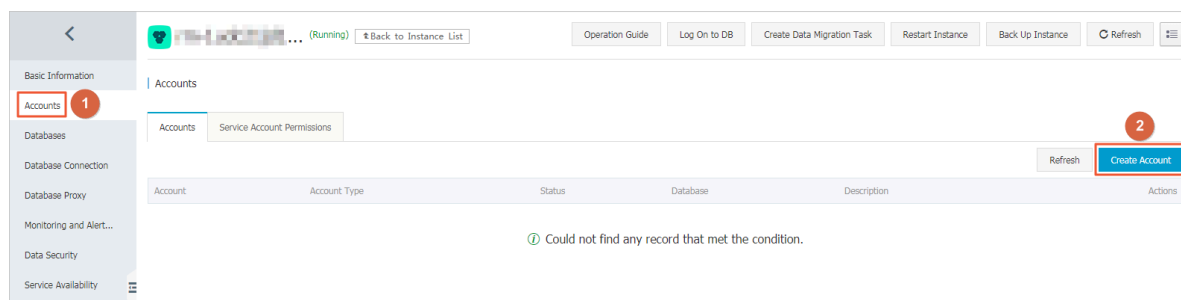 ... (Running) Back to Instance List Operation Guide Log On to DB Create Data Migration Task Restart Instance Back Up Instance Refresh
Basic Information
Accounts
Accounts 1
Databases
Database Connection
Database Proxy
Monitoring and Alert...
Data Security
Service Availability
Accounts Service Account Permissions
2
Refresh Create Account
Account Account Type Status Database Description Actions
Could not find any record that met the condition.